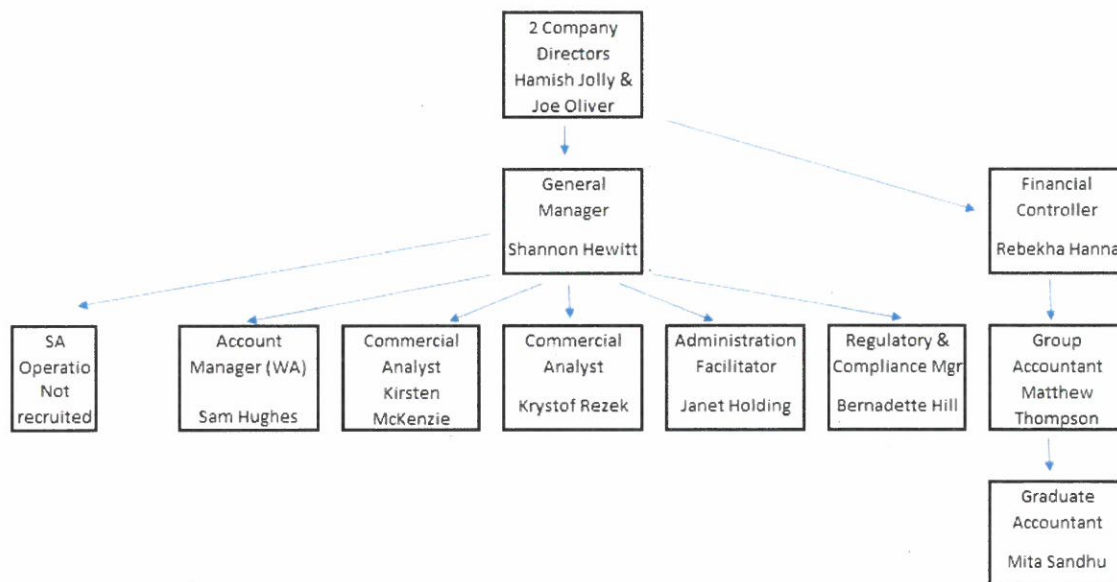 2 Company
Directors
Hamish Jolly &
Joe Oliver
General
Manager
Shannon Hewitt
Financial
Controller
Rebekha Hanna
SA
Operatio
Not
recruited
Account
Manager (WA)
Sam Hughes
Commercial
Analyst
Kirsten
McKenzie
Commercial
Analyst
Krystof Rezek
Administration
Facilitator
Janet Holding
Regulatory &
Compliance Mgr
Bernadette Hill
Group
Accountant
Matthew
Thompson
Graduate
Accountant
Mita Sandhu